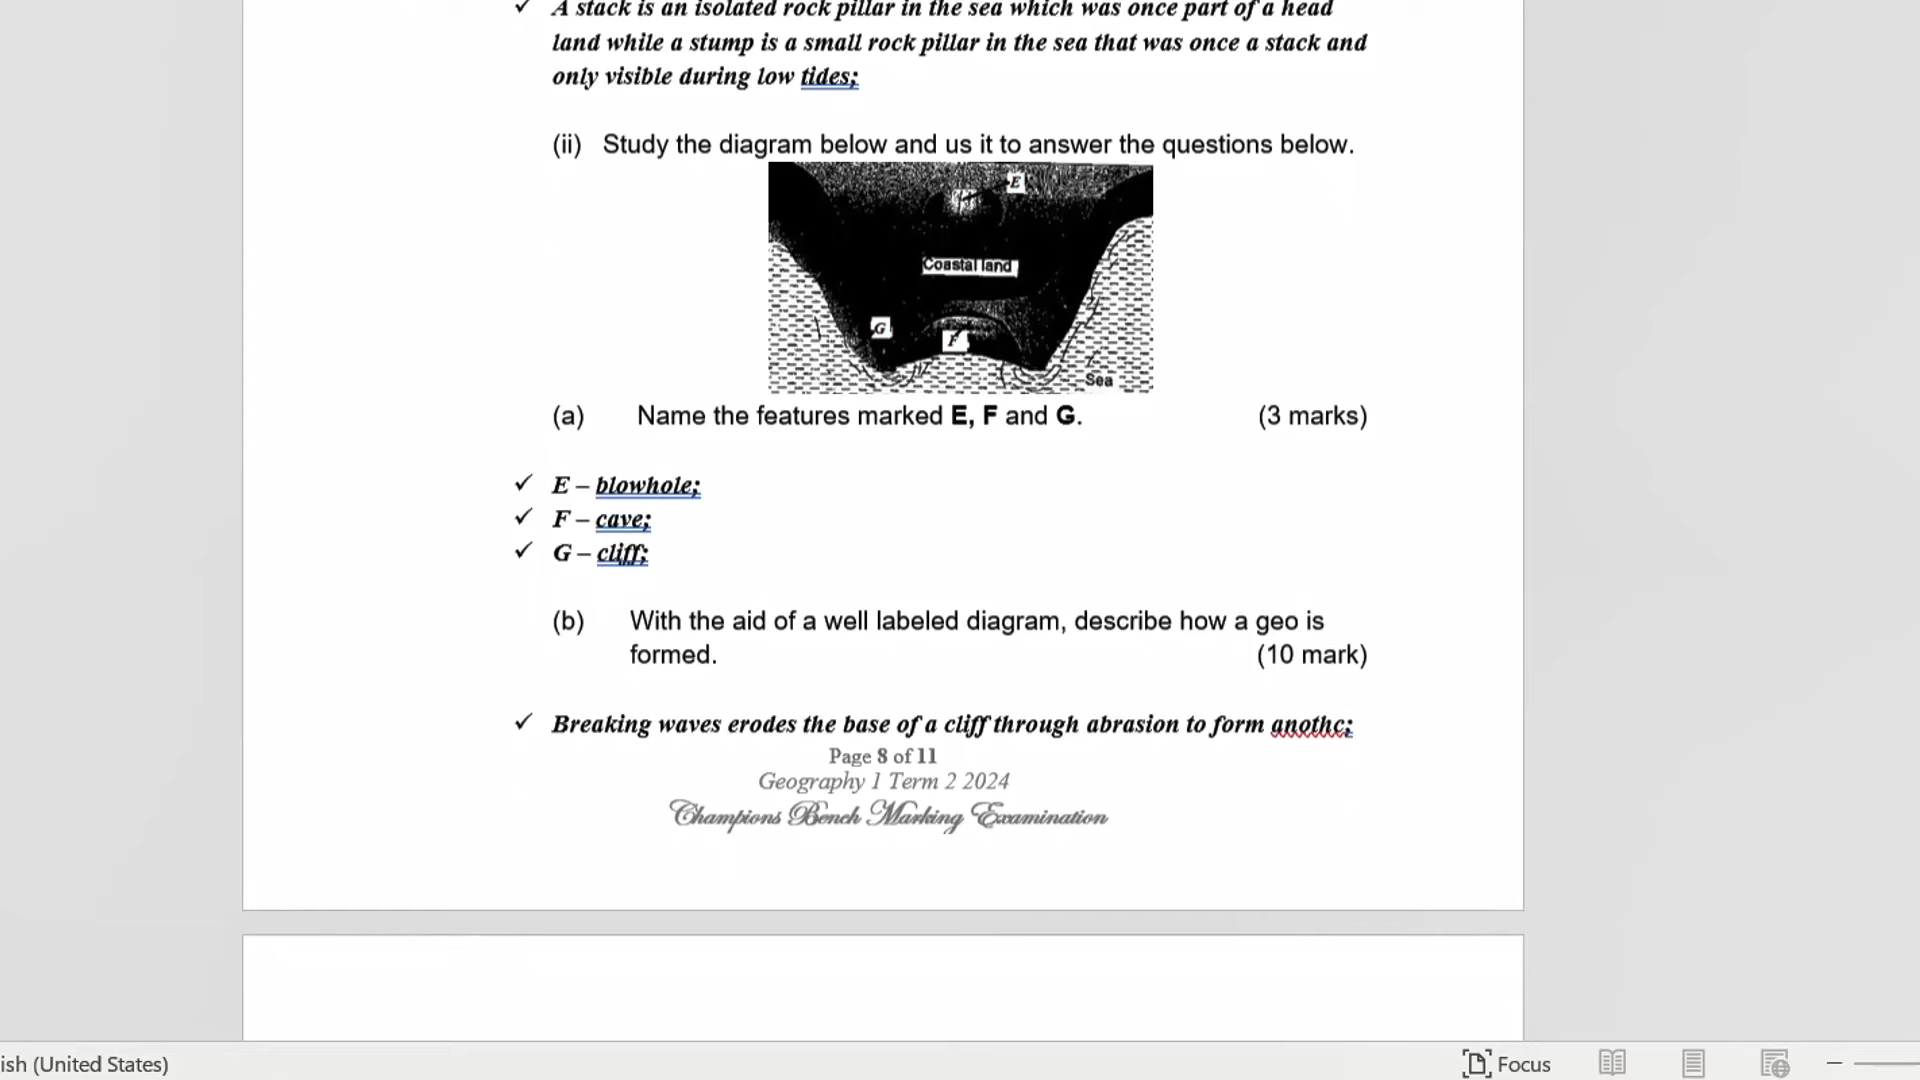 ✓ A stack is an isolated rock pillar in the sea which was once part of a head
land while a stump is a small rock pillar in the sea that was once a stack and
only visible during low tides;
(ii) Study the diagram below and us it to answer the questions below.
E
Coastal land
G
F
Sea
(a) Name the features marked E, F and G. (3 marks)
✓ E – blowhole;
✓ F – cave;
✓ G – cliff;
(b) With the aid of a well labeled diagram, describe how a geo is
formed. (10 mark)
✓ Breaking waves erodes the base of a cliff through abrasion to form anothc;
Page 8 of 11
Geography 1 Term 2 2024
Champions Bench Marking Examination
ish (United States)
Focus